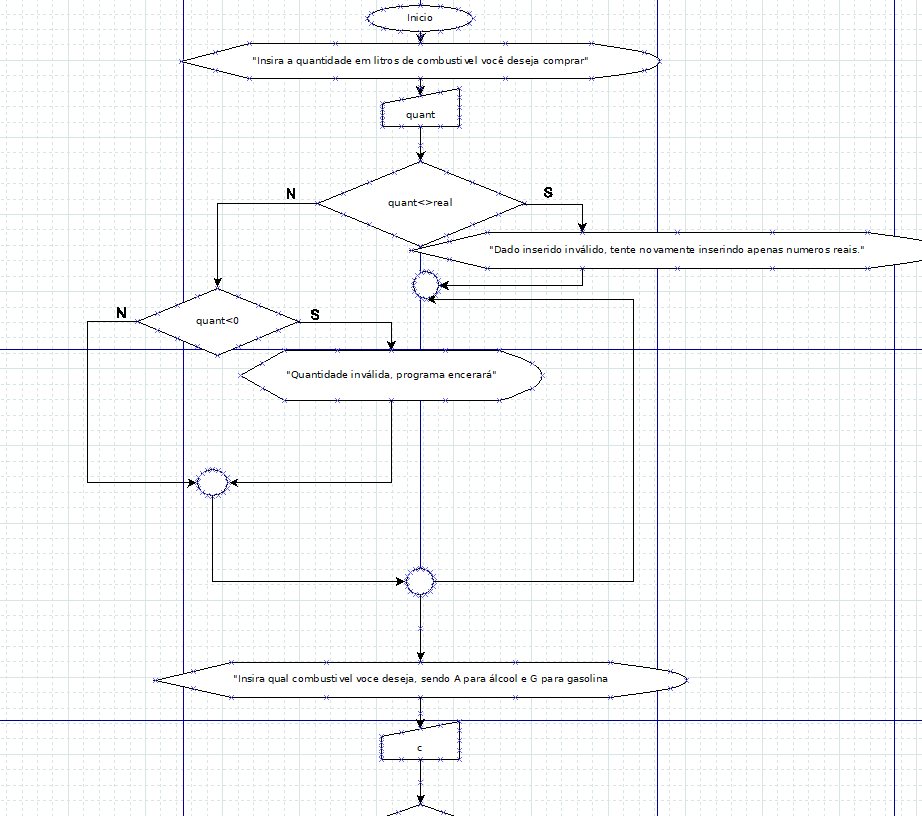 Inicio
"Insira a quantidade em litros de combustivel você deseja comprar"
quant
quant<>real
N
S
"Dado inserido inválido, tente novamente inserindo apenas numeros reais."
quant<0
N
S
"Quantidade inválida, programa encerará"
"Insira qual combustivel voce deseja, sendo A para álcool e G para gasolina
c